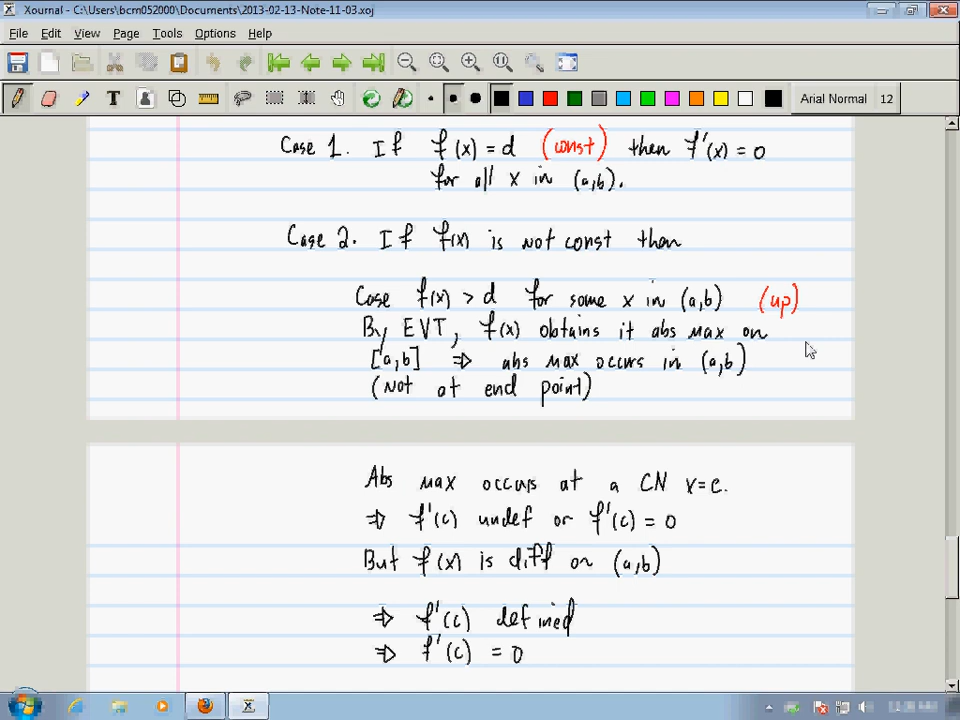 Xournal - C:\Users\bcm052000\Documents\2013-02-13-Note-11-03.xoj
File Edit View Page Tools Options Help
Arial Normal 12
Case 1. If f(x) = d (const) then f'(x) = 0
for all x in (a,b).
Case 2. If f(x) is not const then
Case f(x) > d for some x in (a,b) (up)
By EVT, f(x) obtains it abs max on
[a,b] ⇒ abs max occurs in (a,b)
(Not at end point)
Abs max occurs at a CN x=c.
⇒ f'(c) undef or f'(c) = 0
But f(x) is diff on (a,b)
⇒ f'(c) defined
⇒ f'(c) = 0